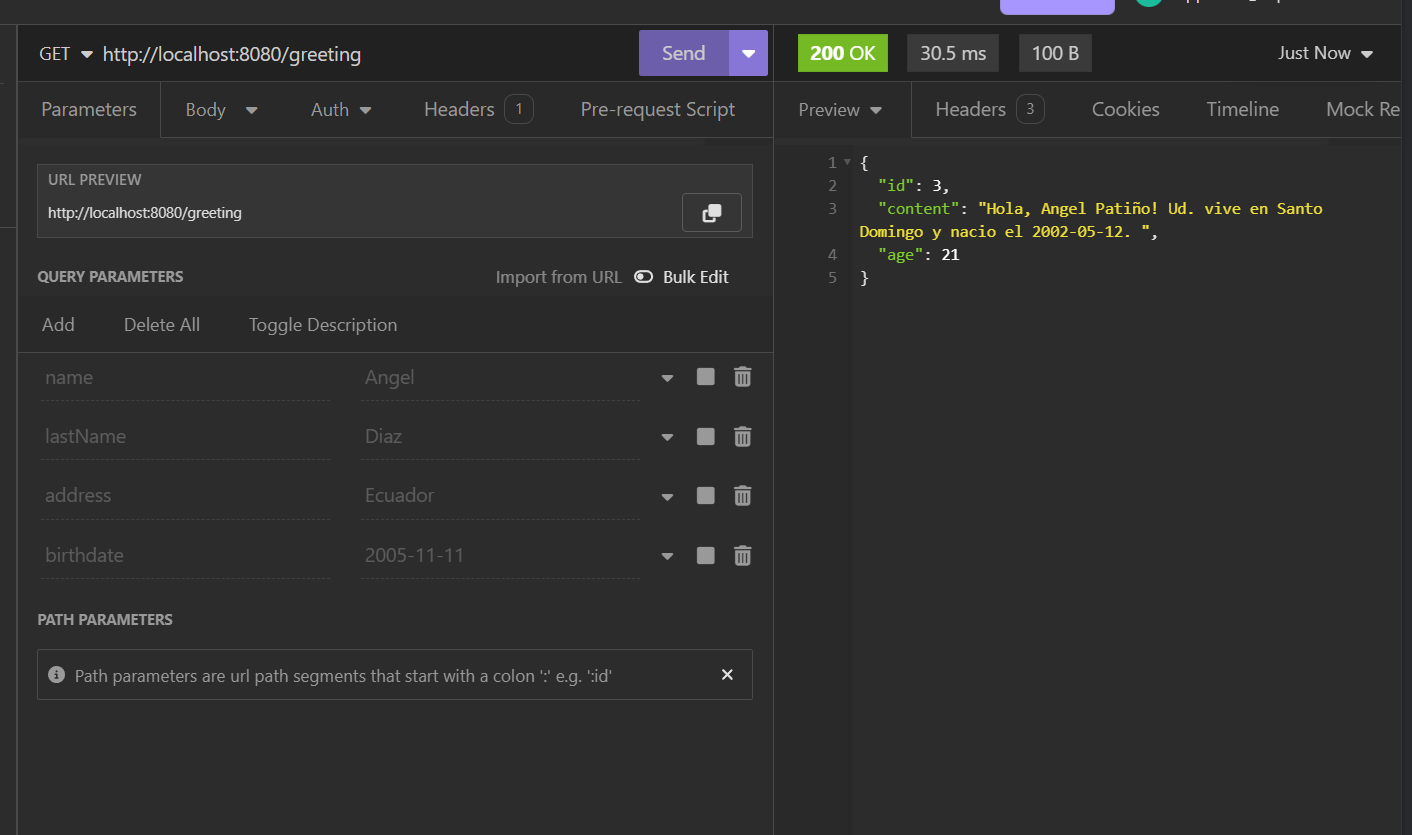 GET http://localhost:8080/greeting Send
200 OK 30.5 ms 100 B Just Now
Parameters Body Auth Headers 1 Pre-request Script
Preview Headers 3 Cookies Timeline Mock Re
URL PREVIEW
http://localhost:8080/greeting
QUERY PARAMETERS Import from URL Bulk Edit
Add Delete All Toggle Description
name Angel
lastName Diaz
address Ecuador
birthdate 2005-11-11
PATH PARAMETERS
Path parameters are url path segments that start with a colon ':' e.g. ':id'
1 {
2 "id": 3,
3 "content": "Hola, Angel Patiño! Ud. vive en Santo
Domingo y nacio el 2002-05-12. ",
4 "age": 21
5 }